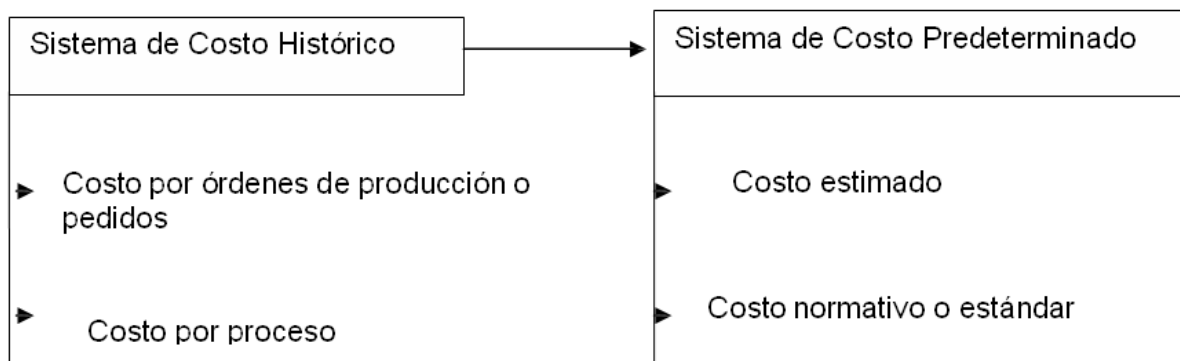 Sistema de Costo Histórico
Costo por órdenes de producción o
pedidos
Costo por proceso
Sistema de Costo Predeterminado
Costo estimado
Costo normativo o estándar